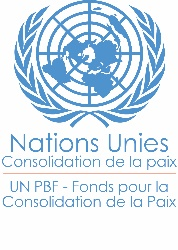 Nations Unies
Consolidation de la paix
UN PBF - Fonds pour la
Consolidation de la Paix